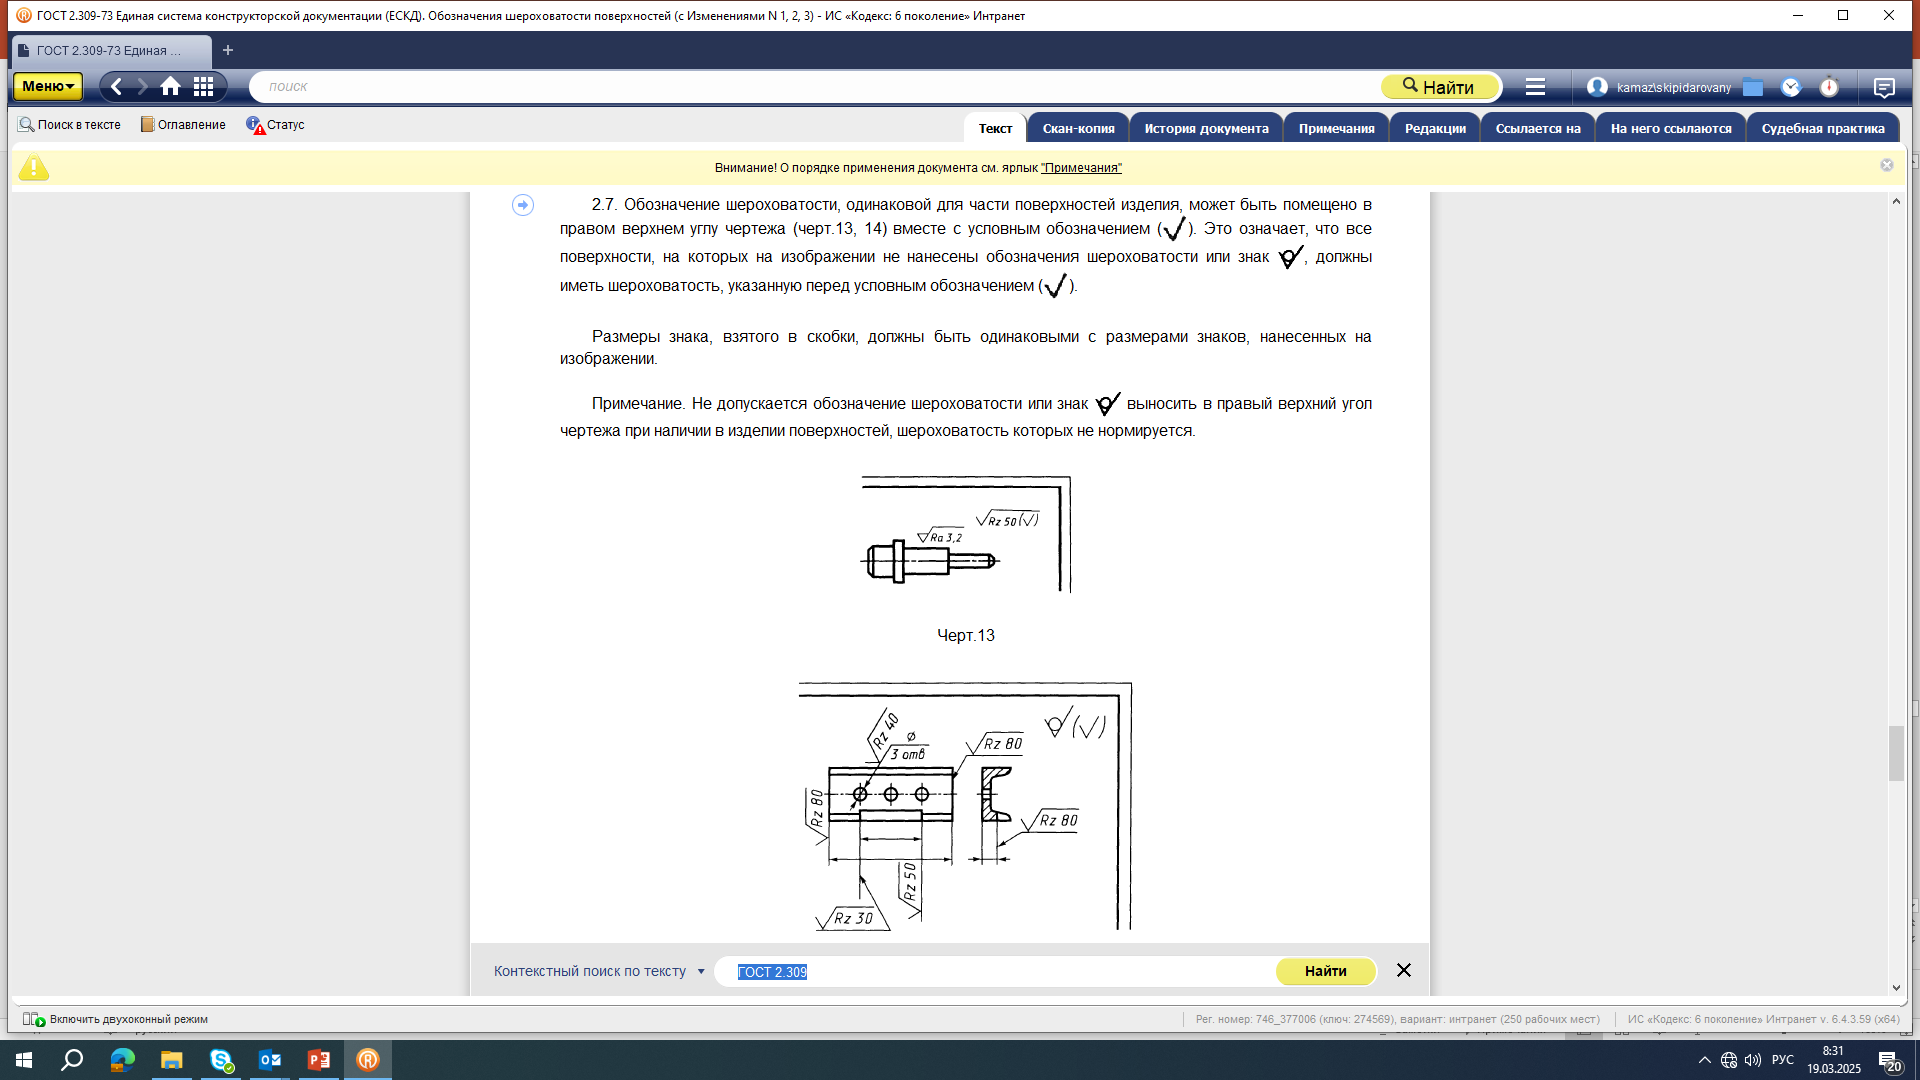 ГОСТ 2.309-73 Единая система конструкторской документации (ЕСКД). Обозначения шероховатости поверхностей (с Изменениями N 1, 2, 3) - ИС «Кодекс: 6 поколение» Интранет
ГОСТ 2.309-73 Единая ...
Меню
поиск
Найти
kamaz\skipidarovany
Поиск в тексте
Оглавление
Статус
Текст
Скан-копия
История документа
Примечания
Редакции
Ссылается на
На него ссылаются
Судебная практика
Внимание! О порядке применения документа см. ярлык "Примечания"
2.7. Обозначение шероховатости, одинаковой для части поверхностей изделия, может быть помещено в
правом верхнем углу чертежа (черт.13, 14) вместе с условным обозначением (√). Это означает, что все
поверхности, на которых на изображении не нанесены обозначения шероховатости или знак , должны
иметь шероховатость, указанную перед условным обозначением (√).
Размеры знака, взятого в скобки, должны быть одинаковыми с размерами знаков, нанесенных на
изображении.
Примечание. Не допускается обозначение шероховатости или знак выносить в правый верхний угол
чертежа при наличии в изделии поверхностей, шероховатость которых не нормируется.
Rz 50 (√)
Ra 3,2
Черт.13
(√)
Rz 40
⌀
3 отв
Rz 80
Rz 80
Rz 80
Rz 50
Rz 30
Контекстный поиск по тексту
ГОСТ 2.309
Найти
Включить двухоконный режим
Рег. номер: 746_377006 (ключ: 274569), вариант: интранет (250 рабочих мест)
ИС «Кодекс: 6 поколение» Интранет v. 6.4.3.59 (x64)
РУС
8:31
19.03.2025
20